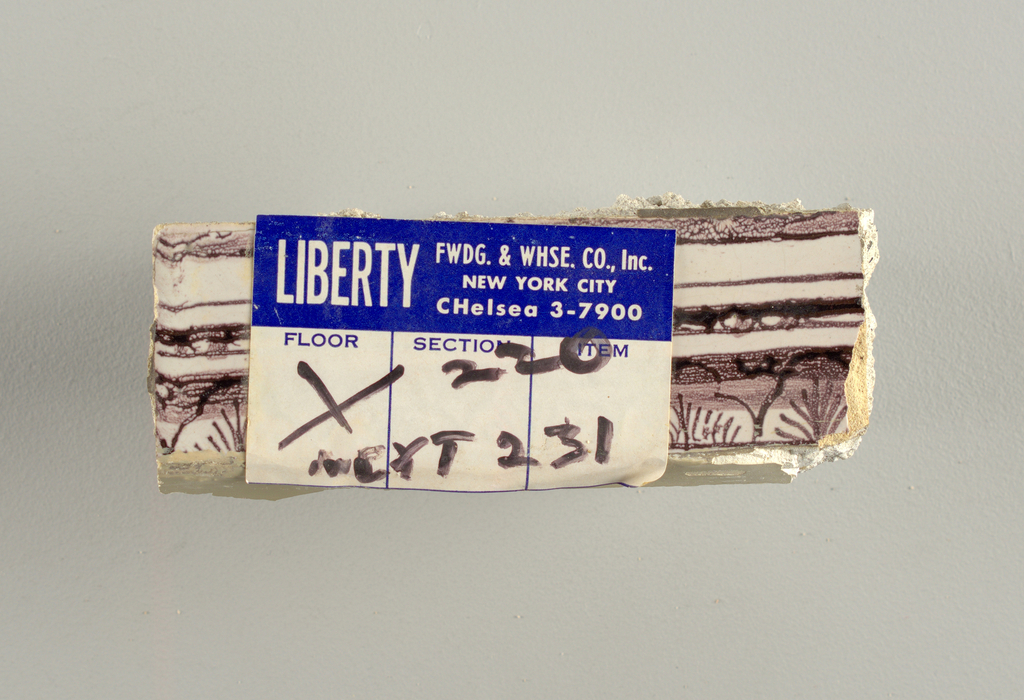 LIBERTY
FWDG. & WHSE. CO., Inc.
NEW YORK CITY
CHelsea 3-7900
FLOOR SECTION ITEM
X 220
NEXT 231